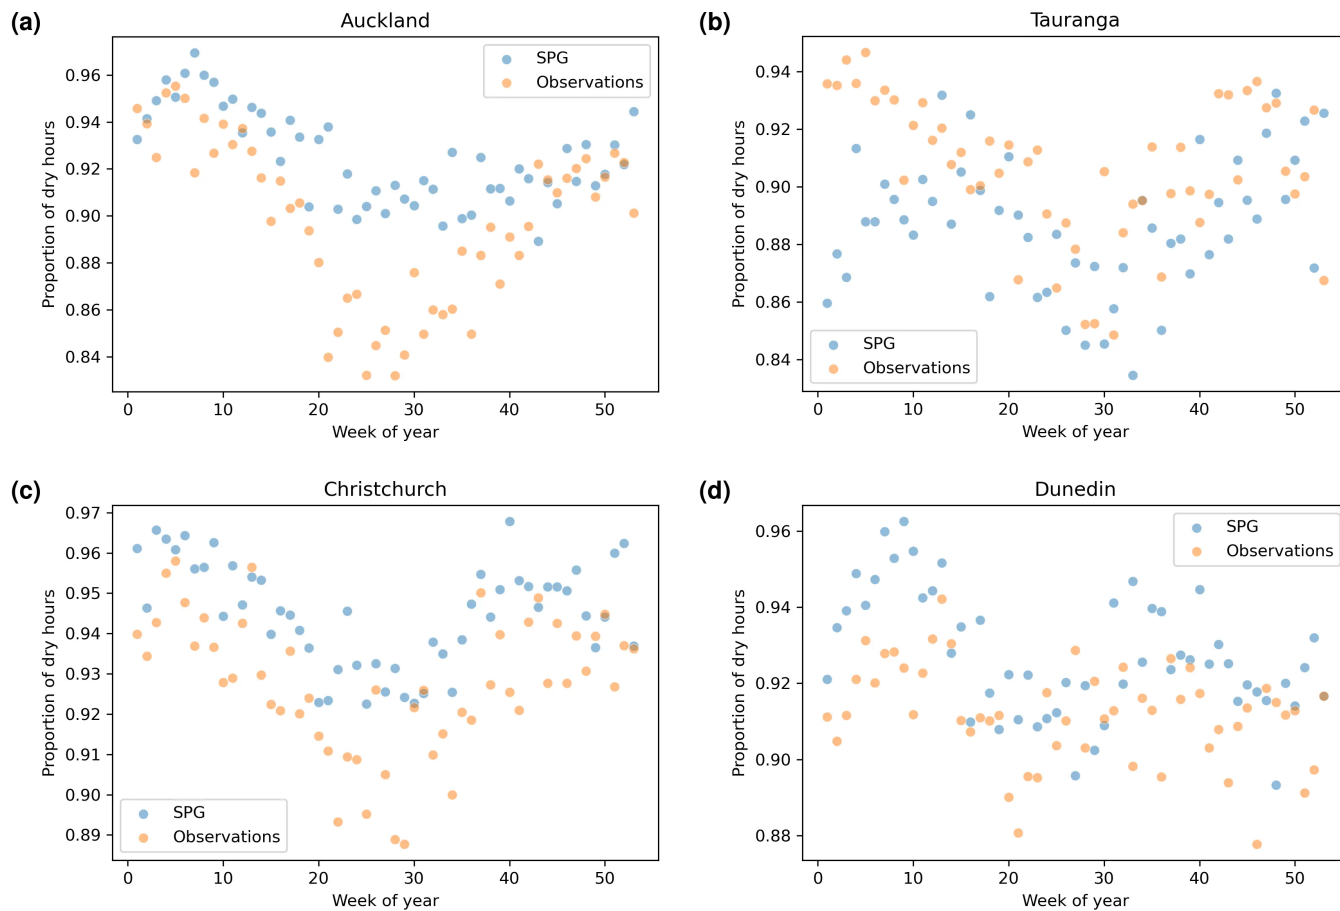 (a)
Auckland
SPG
Observations
0.96
0.94
0.92
0.90
0.88
0.86
0.84
Proportion of dry hours
0 10 20 30 40 50
Week of year
(b)
Tauranga
SPG
Observations
0.94
0.92
0.90
0.88
0.86
0.84
Proportion of dry hours
0 10 20 30 40 50
Week of year
(c)
Christchurch
SPG
Observations
0.97
0.96
0.95
0.94
0.93
0.92
0.91
0.90
0.89
Proportion of dry hours
0 10 20 30 40 50
Week of year
(d)
Dunedin
SPG
Observations
0.96
0.94
0.92
0.90
0.88
Proportion of dry hours
0 10 20 30 40 50
Week of year